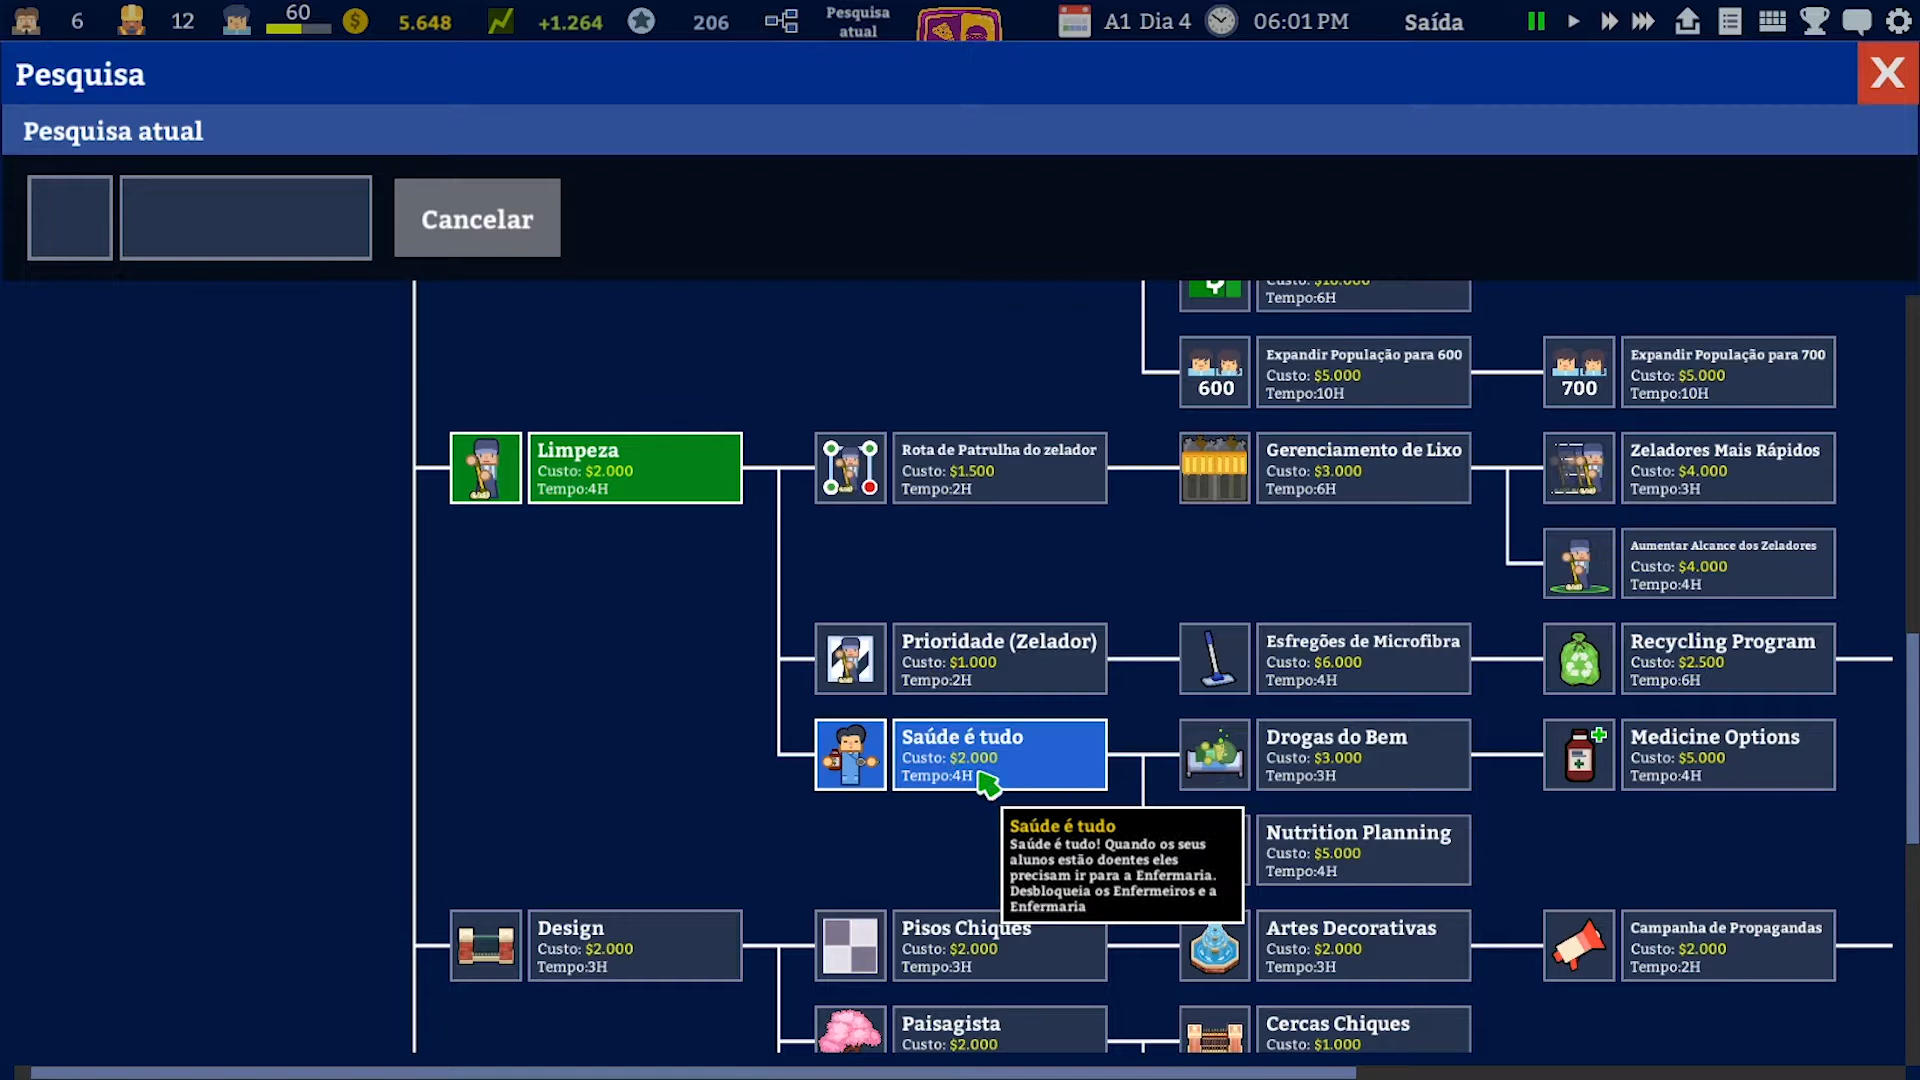 6
12
60
5.648
+1.264
206
Pesquisa
atual
A1 Dia 4
06:01 PM
Saída
Pesquisa
X
Pesquisa atual
Cancelar
Custo: $10.000
Tempo:6H
600
Expandir População para 600
Custo: $5.000
Tempo:10H
700
Expandir População para 700
Custo: $5.000
Tempo:10H
Limpeza
Custo: $2.000
Tempo:4H
Rota de Patrulha do zelador
Custo: $1.500
Tempo:2H
Gerenciamento de Lixo
Custo: $3.000
Tempo:6H
Zeladores Mais Rápidos
Custo: $4.000
Tempo:3H
Aumentar Alcance dos Zeladores
Custo: $4.000
Tempo:4H
Prioridade (Zelador)
Custo: $1.000
Tempo:2H
Esfregões de Microfibra
Custo: $6.000
Tempo:4H
Recycling Program
Custo: $2.500
Tempo:6H
Saúde é tudo
Custo: $2.000
Tempo:4H
Drogas do Bem
Custo: $3.000
Tempo:3H
Medicine Options
Custo: $5.000
Tempo:4H
Saúde é tudo
Saúde é tudo! Quando os seus
alunos estão doentes eles
precisam ir para a Enfermaria.
Desbloqueia os Enfermeiros e a
Enfermaria
Nutrition Planning
Custo: $5.000
Tempo:4H
Design
Custo: $2.000
Tempo:3H
Pisos Chiques
Custo: $2.000
Tempo:3H
Artes Decorativas
Custo: $2.000
Tempo:3H
Campanha de Propagandas
Custo: $2.000
Tempo:2H
Paisagista
Custo: $2.000
Cercas Chiques
Custo: $1.000